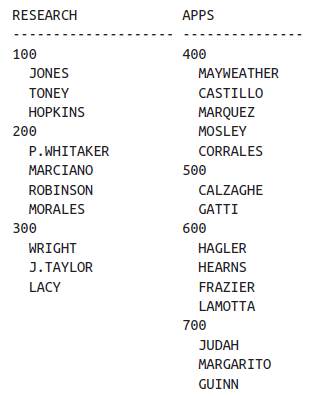 RESEARCH             APPS
-------------------- ---------------
100                  400
  JONES                MAYWEATHER
  TONEY                CASTILLO
  HOPKINS              MARQUEZ
200                    MOSLEY
  P.WHITAKER           CORRALES
  MARCIANO           500
  ROBINSON             CALZAGHE
  MORALES              GATTI
300                  600
  WRIGHT               HAGLER
  J.TAYLOR             HEARNS
  LACY                 FRAZIER
                       LAMOTTA
                     700
                       JUDAH
                       MARGARITO
                       GUINN